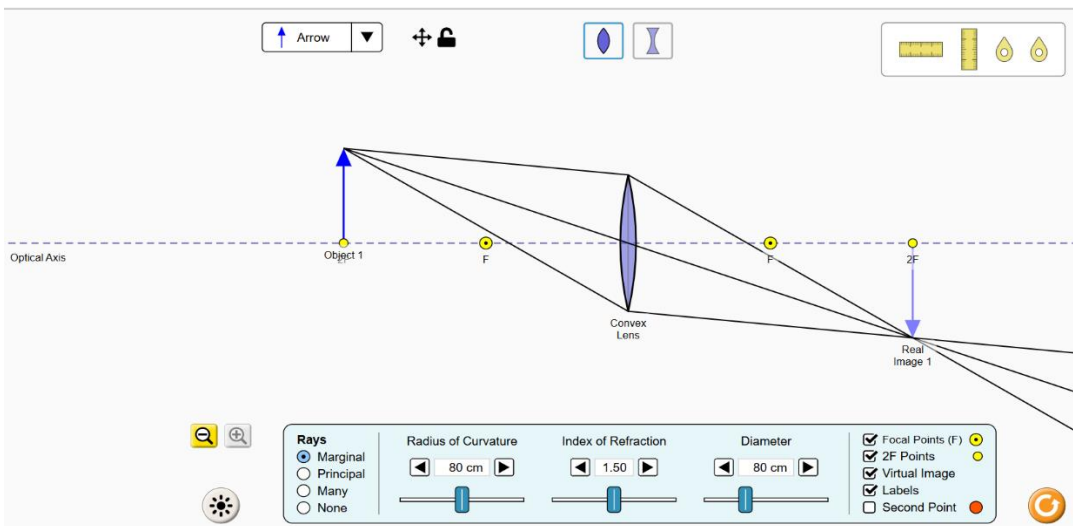 Arrow
Optical Axis
Object 1
2F
F
Convex
Lens
F
2F
Real
Image 1
Rays
Marginal
Principal
Many
None
Radius of Curvature
80 cm
Index of Refraction
1.50
Diameter
80 cm
Focal Points (F)
2F Points
Virtual Image
Labels
Second Point